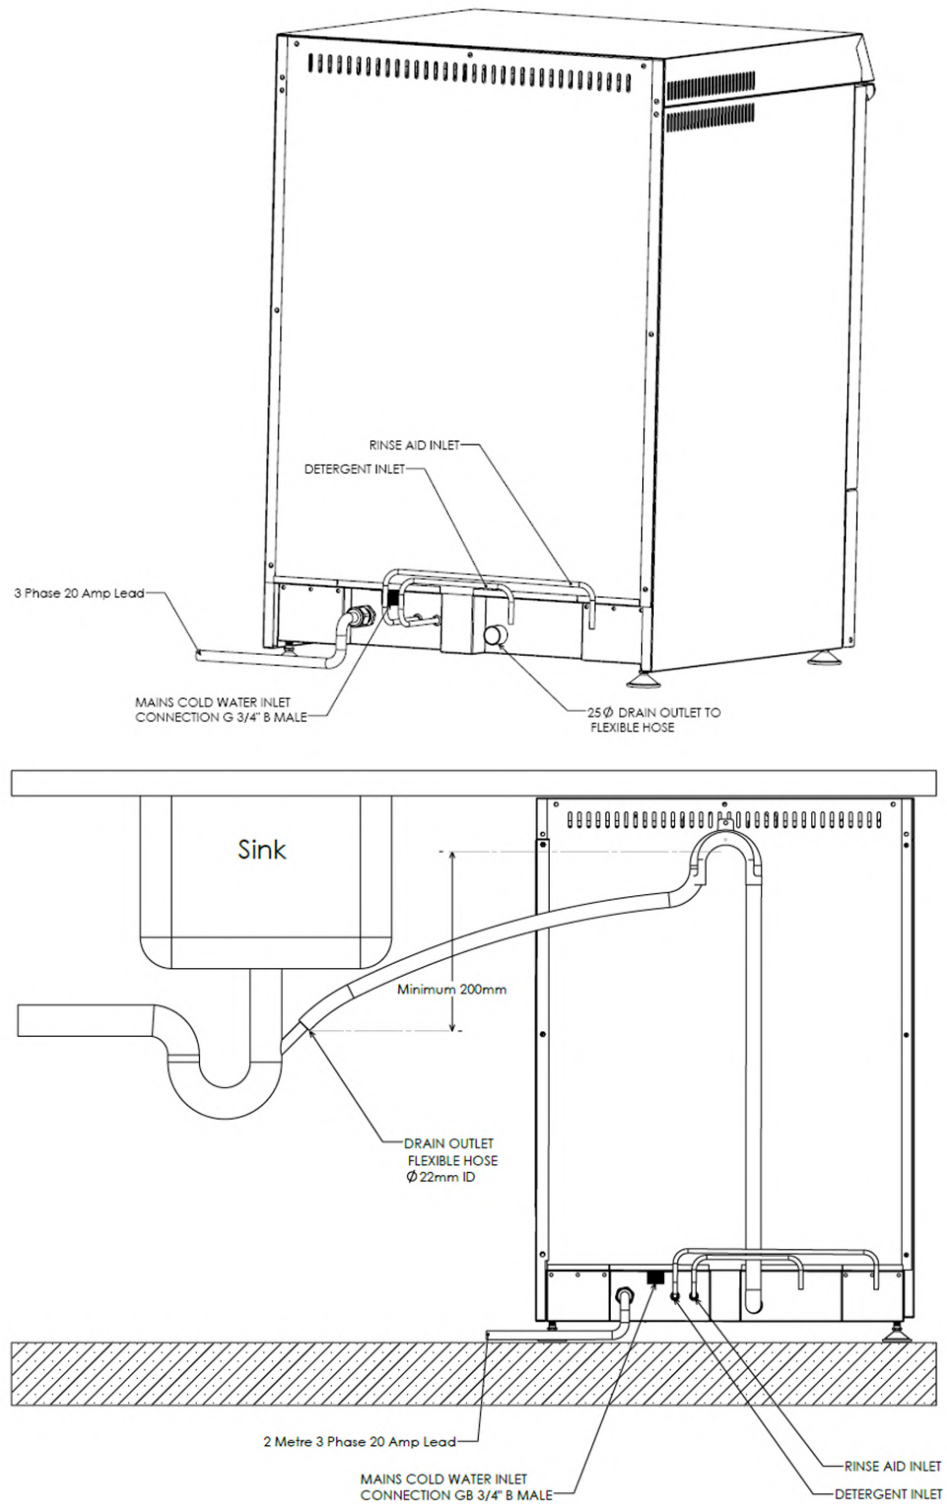 RINSE AID INLET
DETERGENT INLET
3 Phase 20 Amp Lead
MAINS COLD WATER INLET
CONNECTION G 3/4" B MALE
25Ø DRAIN OUTLET TO
FLEXIBLE HOSE
Sink
Minimum 200mm
DRAIN OUTLET
FLEXIBLE HOSE
Ø22mm ID
2 Metre 3 Phase 20 Amp Lead
RINSE AID INLET
MAINS COLD WATER INLET
CONNECTION GB 3/4" B MALE
DETERGENT INLET